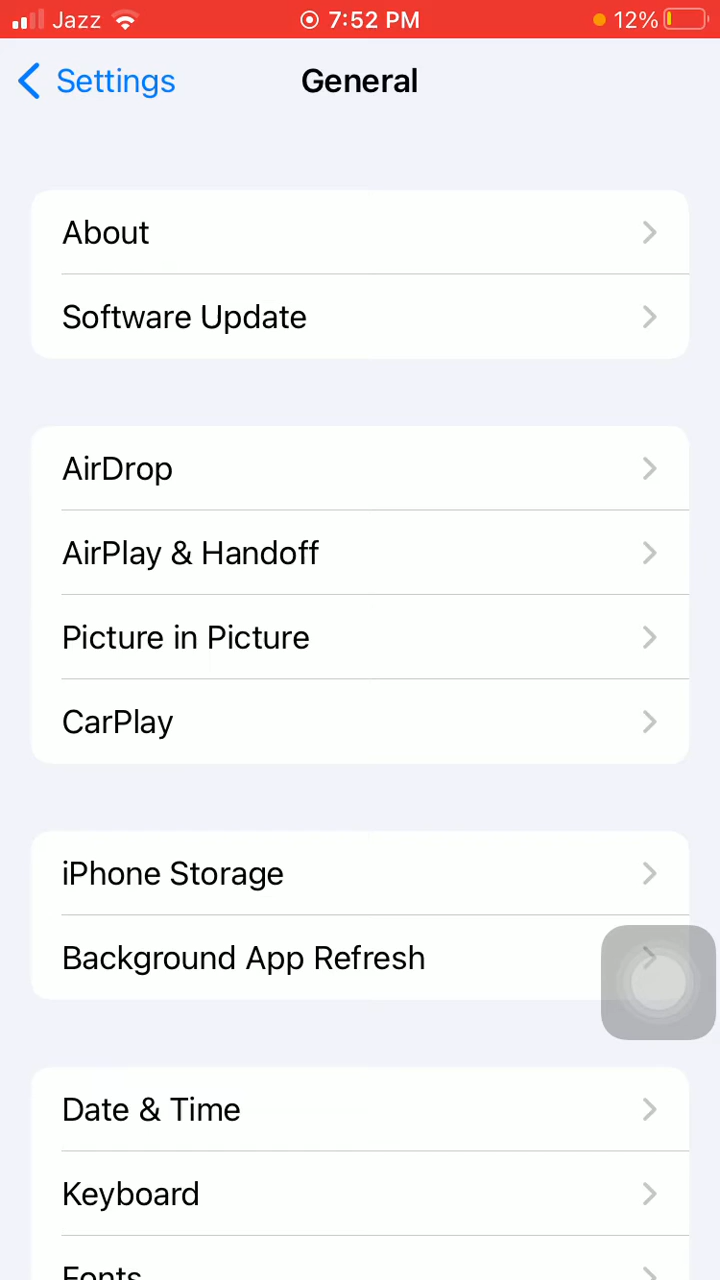 Jazz 7:52 PM 12%
Settings General
About
Software Update
AirDrop
AirPlay & Handoff
Picture in Picture
CarPlay
iPhone Storage
Background App Refresh
Date & Time
Keyboard
Fonts